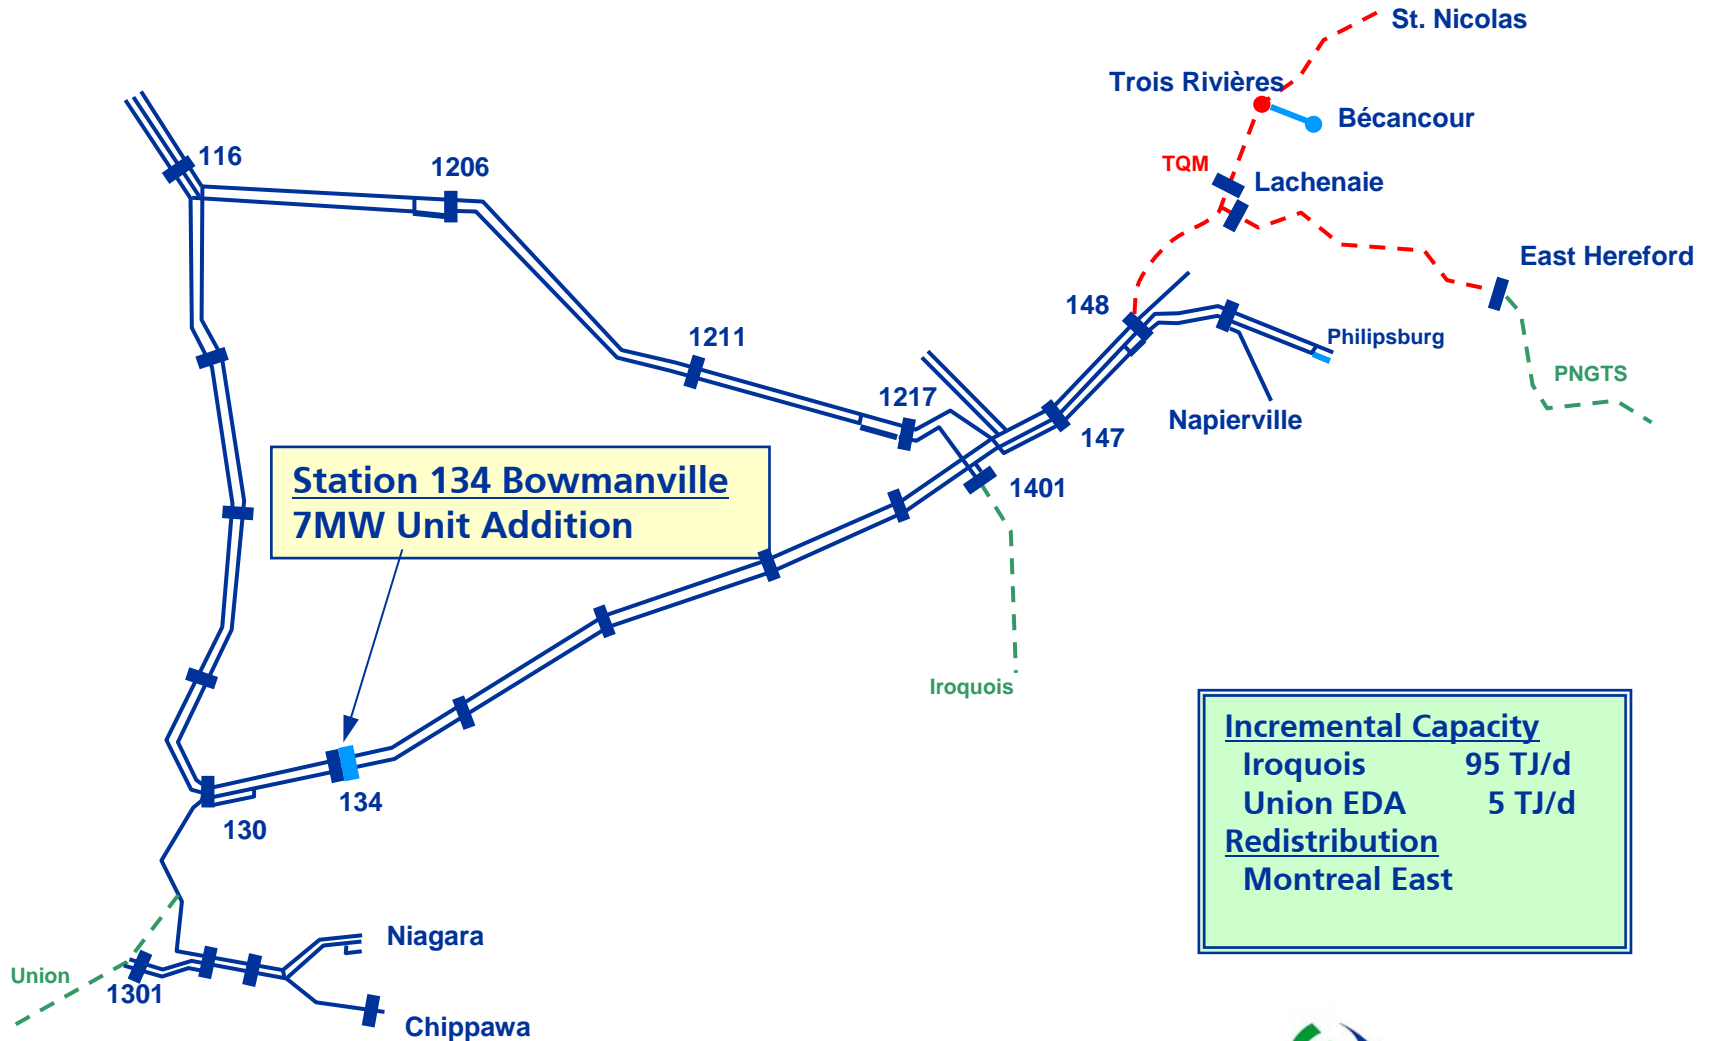 St. Nicolas
Trois Rivières
Bécancour
116
1206
TQM
Lachenaie
East Hereford
148
1211
Philipsburg
PNGTS
1217
Napierville
147
Station 134 Bowmanville
7MW Unit Addition
1401
Iroquois
Incremental Capacity
Iroquois 95 TJ/d
Union EDA 5 TJ/d
Redistribution
Montreal East
134
130
Niagara
Union
1301
Chippawa